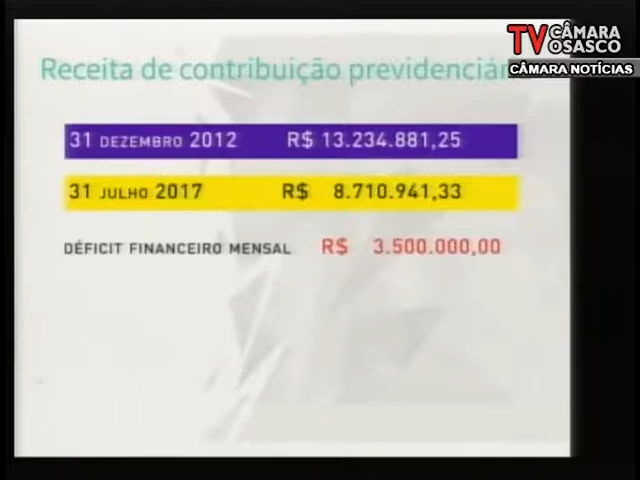 TV CÂMARA OSASCO
CÂMARA NOTÍCIAS
Receita de contribuição
31 DEZEMBRO 2012 R$ 13.234.881,25
31 JULHO 2017 R$ 8.710.941,33
DÉFICIT FINANCEIRO MENSAL R$ 3.500.000,00